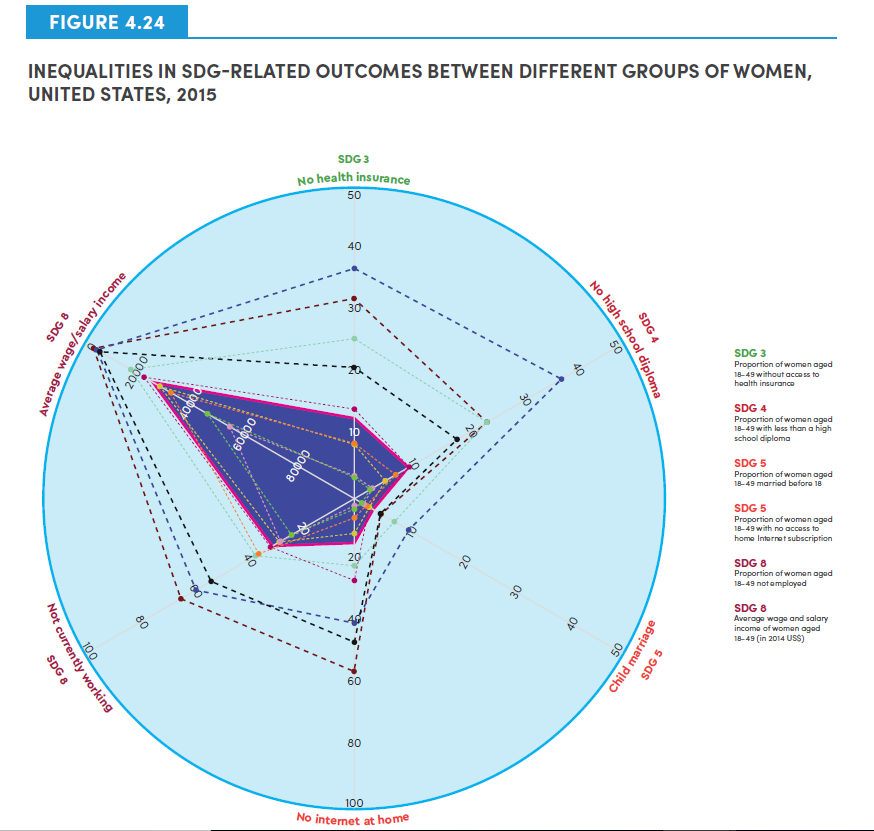 FIGURE 4.24
INEQUALITIES IN SDG-RELATED OUTCOMES BETWEEN DIFFERENT GROUPS OF WOMEN,
UNITED STATES, 2015
SDG 3
No health insurance
50
40
30
20
10
SDG 4
No high school diploma
50
40
30
20
10
Child marriage
SDG 5
50
40
30
20
10
No internet at home
100
80
60
40
20
Not currently working
SDG 8
100
80
60
40
20
SDG 8
Average wage/salary income
0
20000
40000
60000
80000
SDG 3
Proportion of women aged
18-49 without access to
health insurance
SDG 4
Proportion of women aged
18-49 with less than a high
school diploma
SDG 5
Proportion of women aged
18-49 married before 18
SDG 5
Proportion of women aged
18-49 with no access to
home Internet subscription
SDG 8
Proportion of women aged
18-49 not employed
SDG 8
Average wage and salary
income of women aged
18-49 (in 2014 US$)